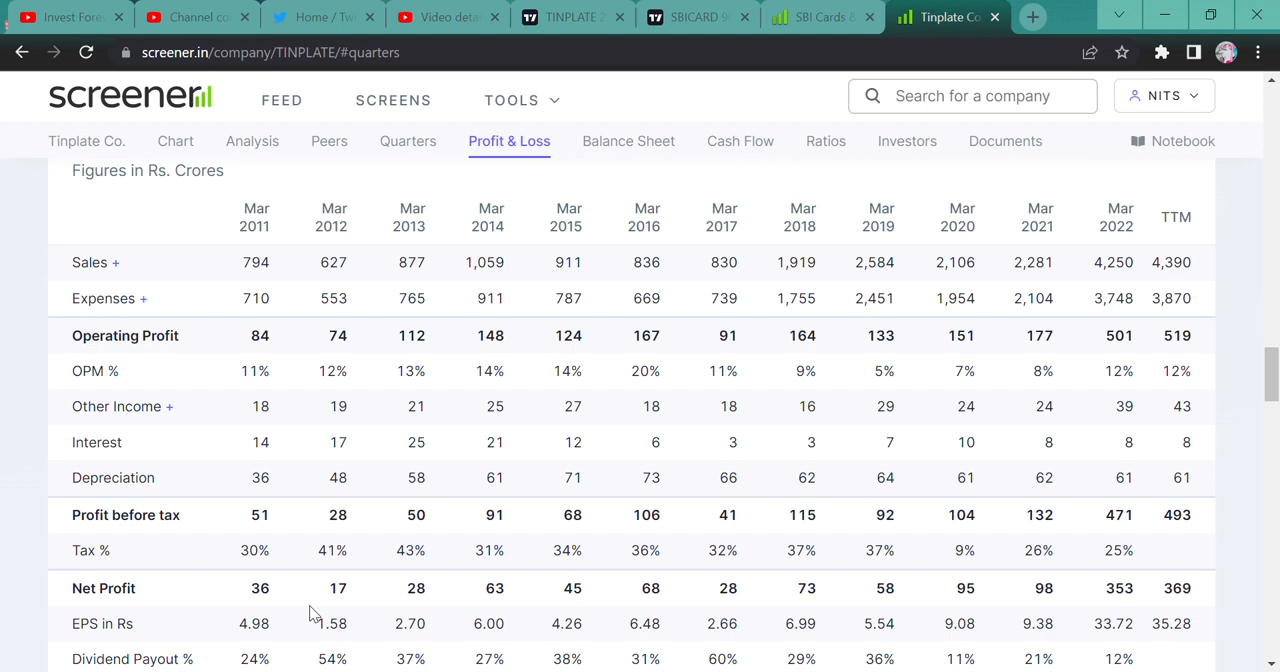 Invest Fores
Channel co
Home / Tw
Video deta
TINPLATE 2
SBICARD 9
SBI Cards &
Tinplate Co
screener.in/company/TINPLATE/#quarters
screener
FEED
SCREENS
TOOLS
Search for a company
NITS
Tinplate Co. Chart Analysis Peers Quarters Profit & Loss Balance Sheet Cash Flow Ratios Investors Documents Notebook
Figures in Rs. Crores
Mar 2011 Mar 2012 Mar 2013 Mar 2014 Mar 2015 Mar 2016 Mar 2017 Mar 2018 Mar 2019 Mar 2020 Mar 2021 Mar 2022 TTM
Sales + 794 627 877 1,059 911 836 830 1,919 2,584 2,106 2,281 4,250 4,390
Expenses + 710 553 765 911 787 669 739 1,755 2,451 1,954 2,104 3,748 3,870
Operating Profit 84 74 112 148 124 167 91 164 133 151 177 501 519
OPM % 11% 12% 13% 14% 14% 20% 11% 9% 5% 7% 8% 12% 12%
Other Income + 18 19 21 25 27 18 18 16 29 24 24 39 43
Interest 14 17 25 21 12 6 3 3 7 10 8 8 8
Depreciation 36 48 58 61 71 73 66 62 64 61 62 61 61
Profit before tax 51 28 50 91 68 106 41 115 92 104 132 471 493
Tax % 30% 41% 43% 31% 34% 36% 32% 37% 37% 9% 26% 25%
Net Profit 36 17 28 63 45 68 28 73 58 95 98 353 369
EPS in Rs 4.98 1.58 2.70 6.00 4.26 6.48 2.66 6.99 5.54 9.08 9.38 33.72 35.28
Dividend Payout % 24% 54% 37% 27% 38% 31% 60% 29% 36% 11% 21% 12%